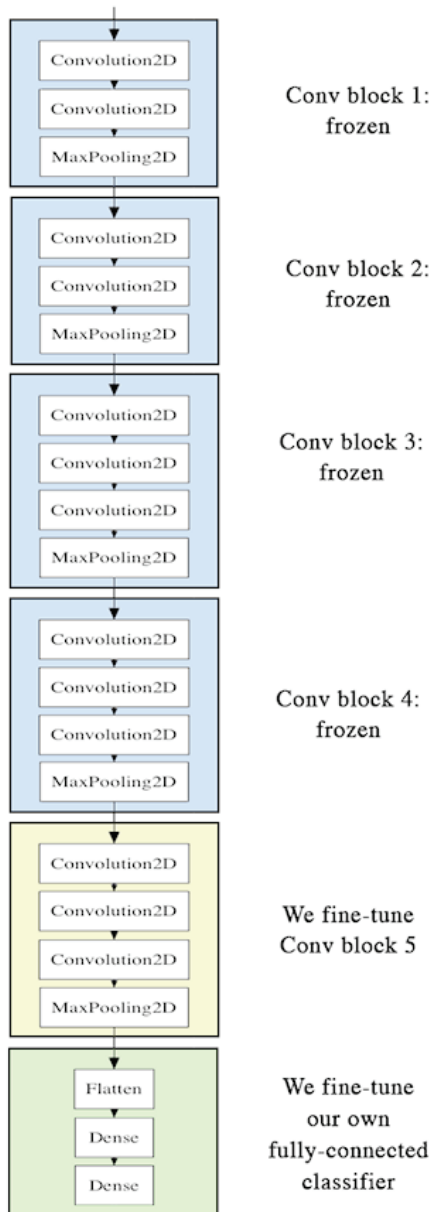 Convolution2D
Convolution2D
MaxPooling2D
Conv block 1:
frozen
Convolution2D
Convolution2D
MaxPooling2D
Conv block 2:
frozen
Convolution2D
Convolution2D
Convolution2D
MaxPooling2D
Conv block 3:
frozen
Convolution2D
Convolution2D
Convolution2D
MaxPooling2D
Conv block 4:
frozen
Convolution2D
Convolution2D
Convolution2D
MaxPooling2D
We fine-tune
Conv block 5
Flatten
Dense
Dense
We fine-tune
our own
fully-connected
classifier